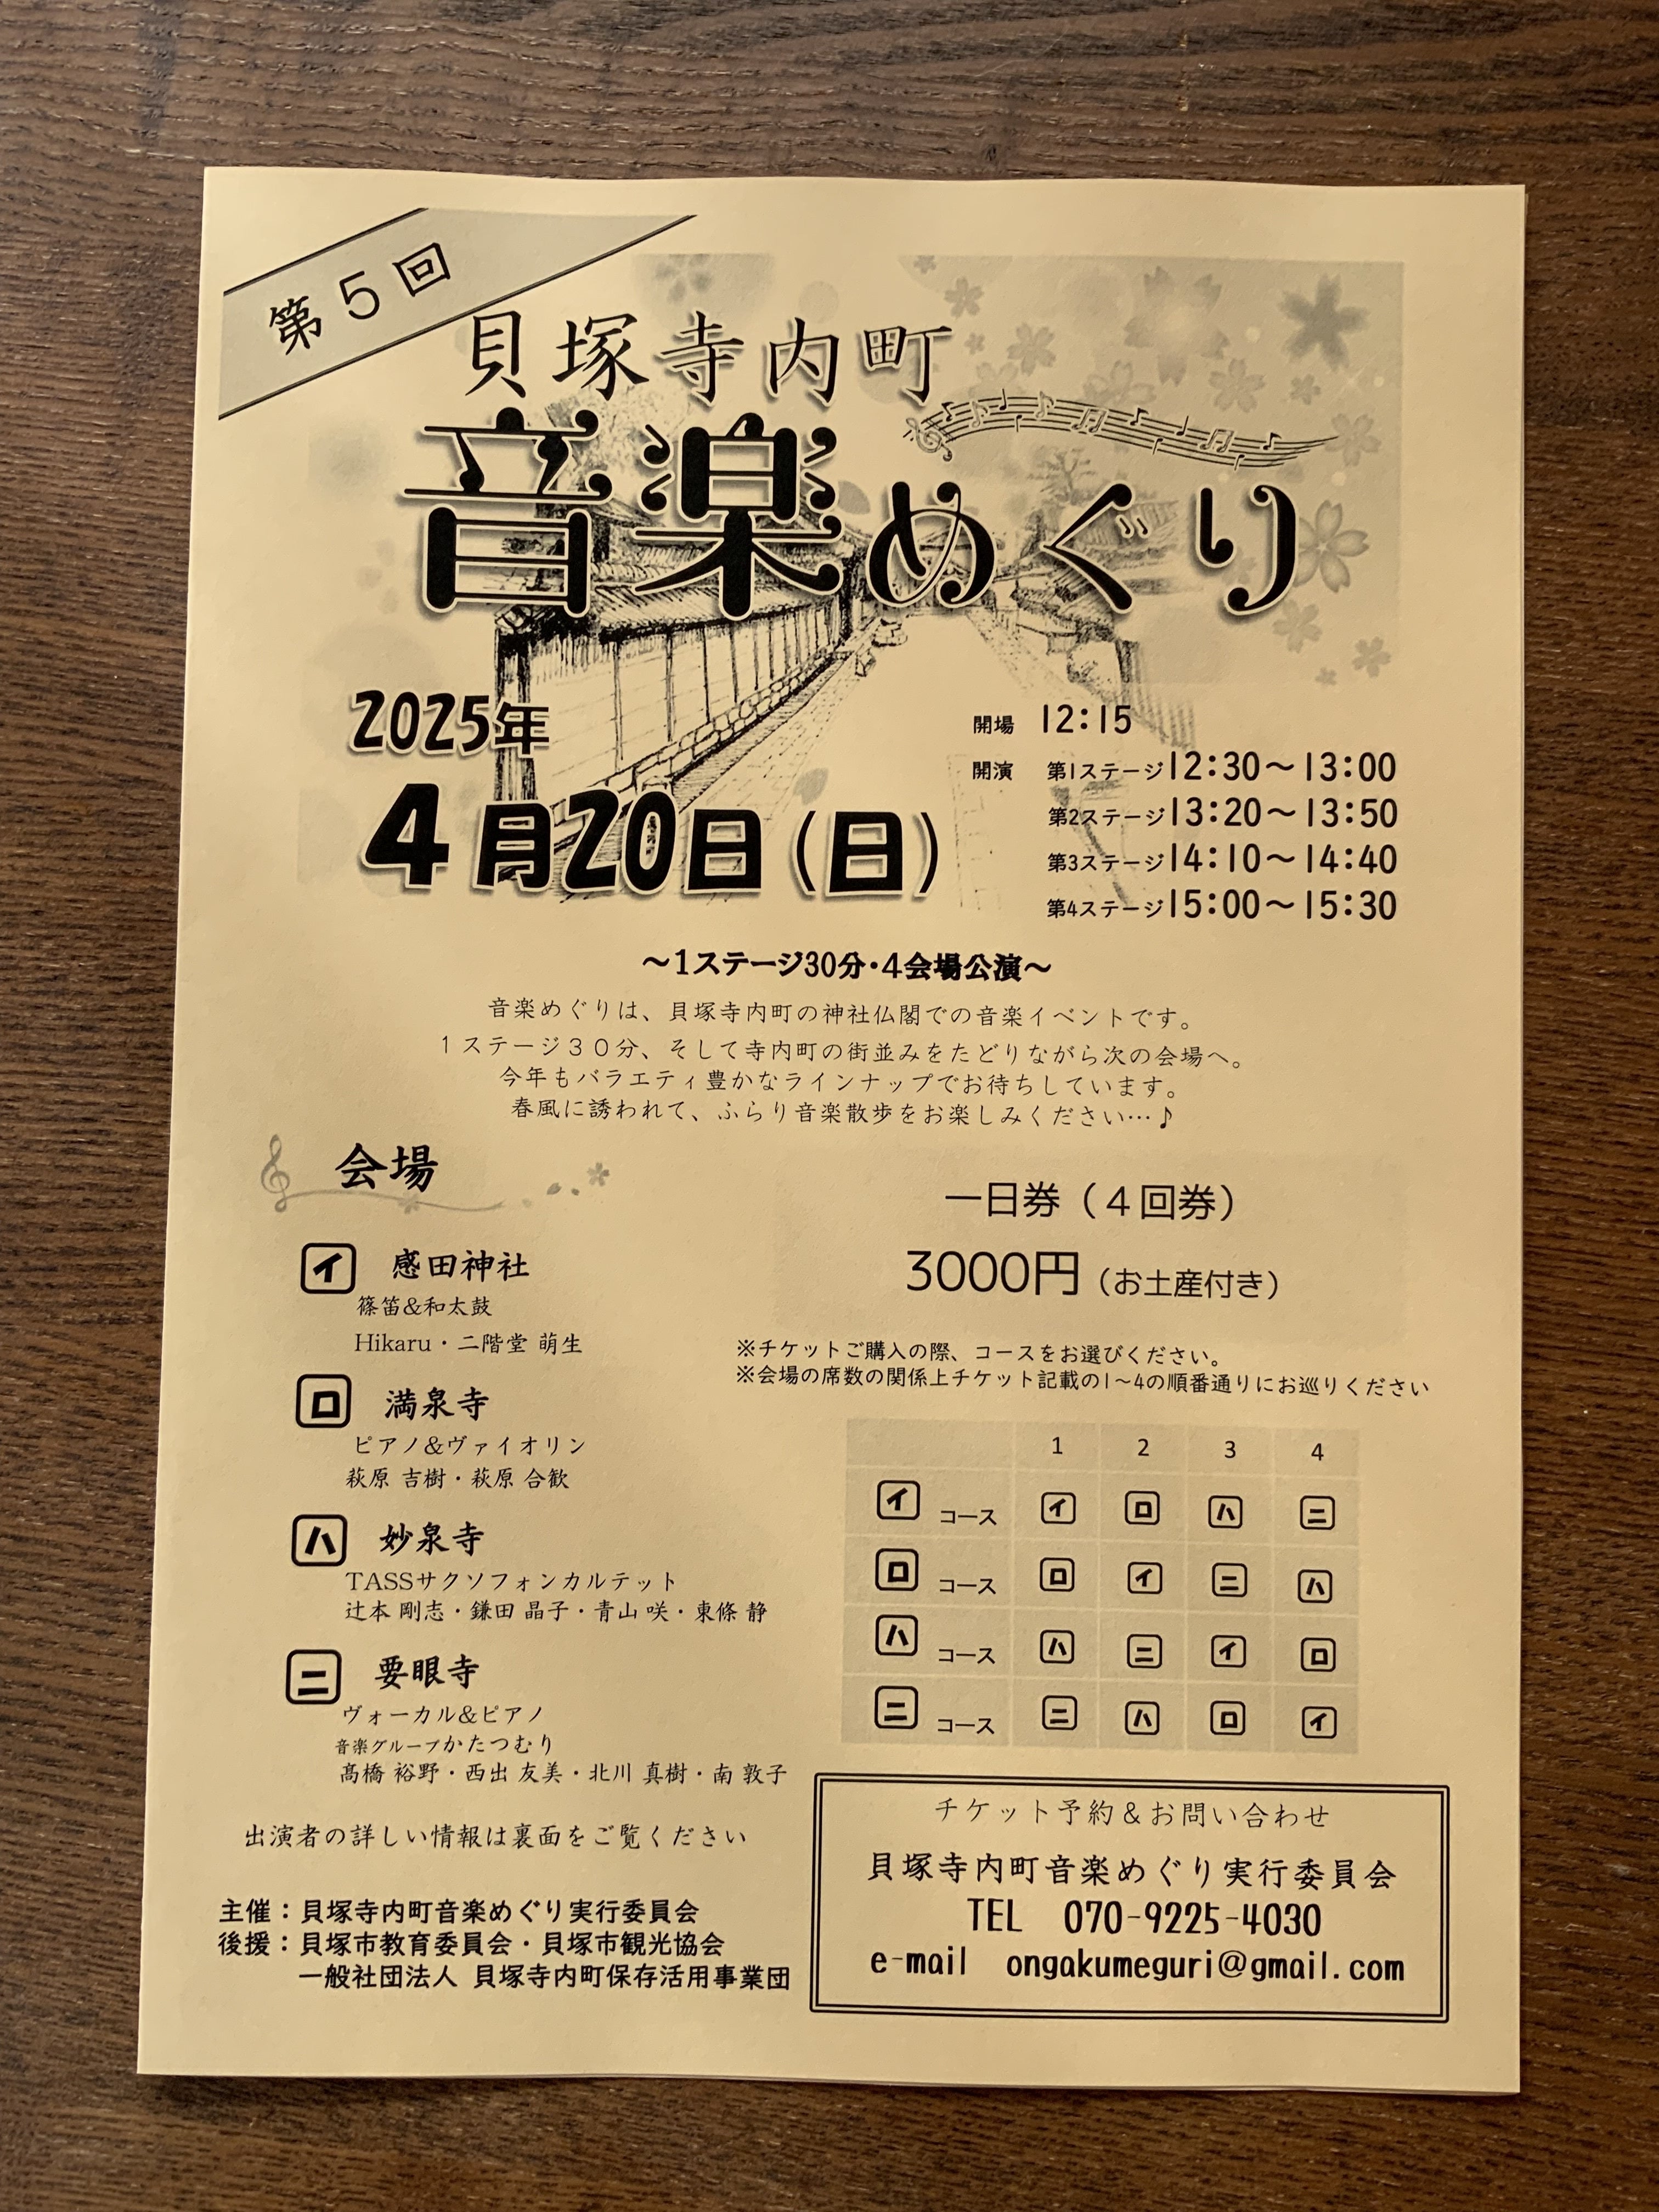 第5回
貝塚寺内町
音楽めぐり
2025年
4月20日(日)
開場 12:15
開演 第1ステージ12:30～13:00
第2ステージ13:20～13:50
第3ステージ14:10～14:40
第4ステージ15:00～15:30
～1ステージ30分・4会場公演～
音楽めぐりは、貝塚寺内町の神社仏閣での音楽イベントです。
1ステージ30分、そして寺内町の街並みをたどりながら次の会場へ。
今年もバラエティ豊かなラインナップでお待ちしています。
春風に誘われて、ふらり音楽散歩をお楽しみください…♪
会場
イ 感田神社
篠笛&和太鼓
Hikaru・二階堂 萌生
ロ 満泉寺
ピアノ&ヴァイオリン
萩原 吉樹・萩原 合歓
ハ 妙泉寺
TASSサクソフォンカルテット
辻本 剛志・鎌田 晶子・青山 咲・東條 静
ニ 要眼寺
ヴォーカル&ピアノ
音楽グループかたつむり
髙橋 裕野・西出 友美・北川 真樹・南 敦子
出演者の詳しい情報は裏面をご覧ください
主催：貝塚寺内町音楽めぐり実行委員会
後援：貝塚市教育委員会・貝塚市観光協会
一般社団法人 貝塚寺内町保存活用事業団
一日券（4回券）
3000円（お土産付き）
※チケットご購入の際、コースをお選びください。
※会場の席数の関係上チケット記載の1～4の順番通りにお巡りください
1 2 3 4
イ コース イ ロ ハ ニ
ロ コース ロ イ ニ ハ
ハ コース ハ ニ イ ロ
ニ コース ニ ハ ロ イ
チケット予約＆お問い合わせ
貝塚寺内町音楽めぐり実行委員会
TEL 070-9225-4030
e-mail ongakumeguri@gmail.com